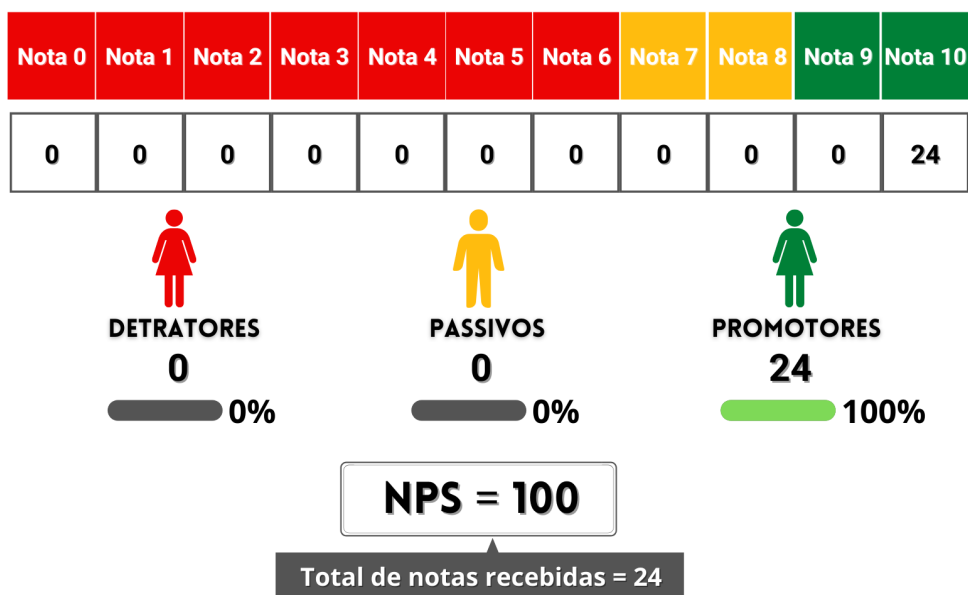 Nota 0 Nota 1 Nota 2 Nota 3 Nota 4 Nota 5 Nota 6 Nota 7 Nota 8 Nota 9 Nota 10
0 0 0 0 0 0 0 0 0 0 24
DETRATORES PASSIVOS PROMOTORES
0 0 24
0% 0% 100%
NPS = 100
Total de notas recebidas = 24